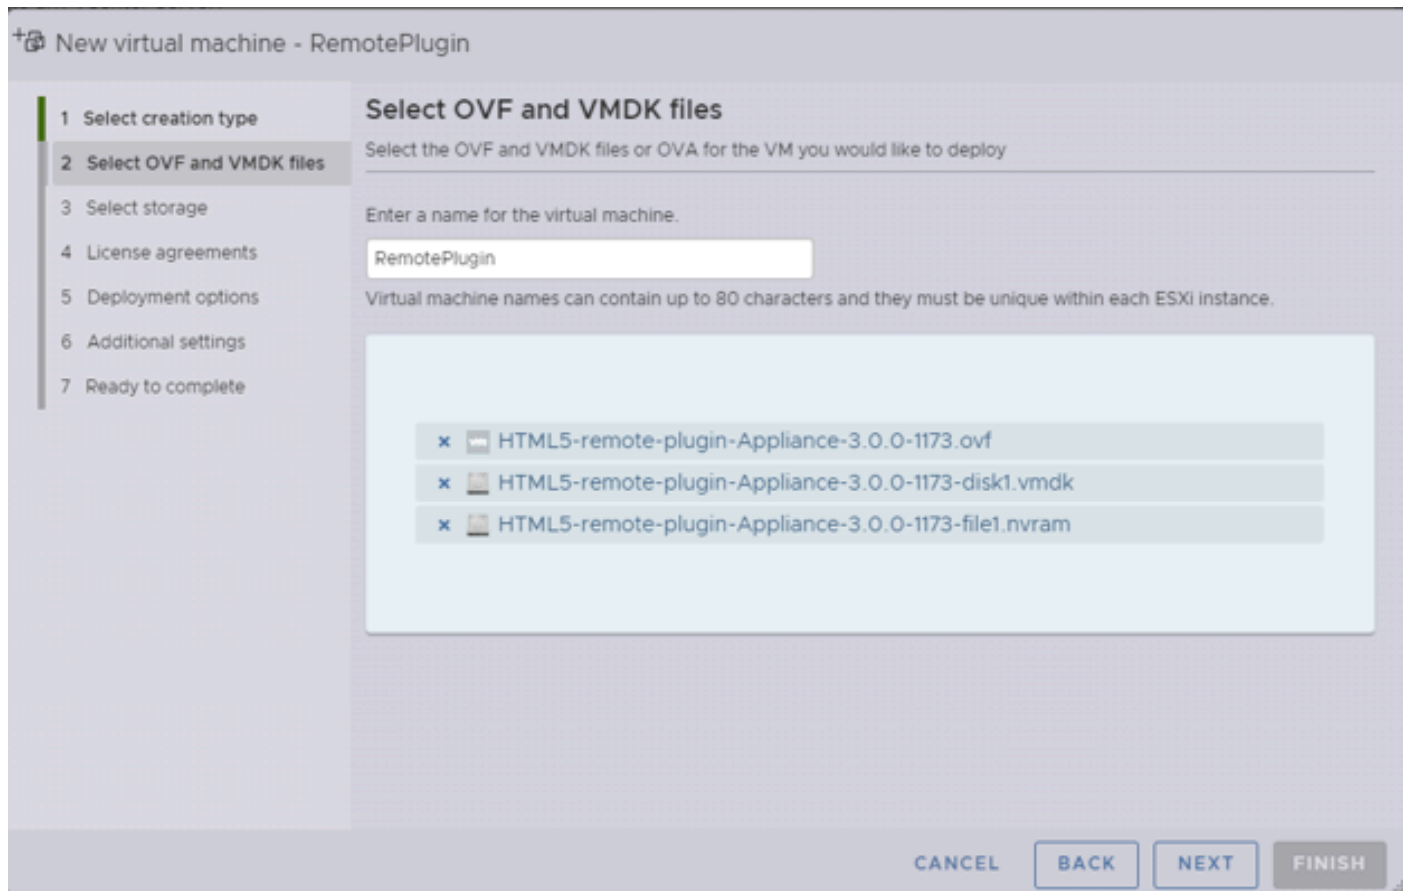 New virtual machine - RemotePlugin
1 Select creation type
2 Select OVF and VMDK files
3 Select storage
4 License agreements
5 Deployment options
6 Additional settings
7 Ready to complete
Select OVF and VMDK files
Select the OVF and VMDK files or OVA for the VM you would like to deploy
Enter a name for the virtual machine.
RemotePlugin
Virtual machine names can contain up to 80 characters and they must be unique within each ESXi instance.
HTML5-remote-plugin-Appliance-3.0.0-1173.ovf
HTML5-remote-plugin-Appliance-3.0.0-1173-disk1.vmdk
HTML5-remote-plugin-Appliance-3.0.0-1173-file1.nvram
CANCEL
BACK
NEXT
FINISH